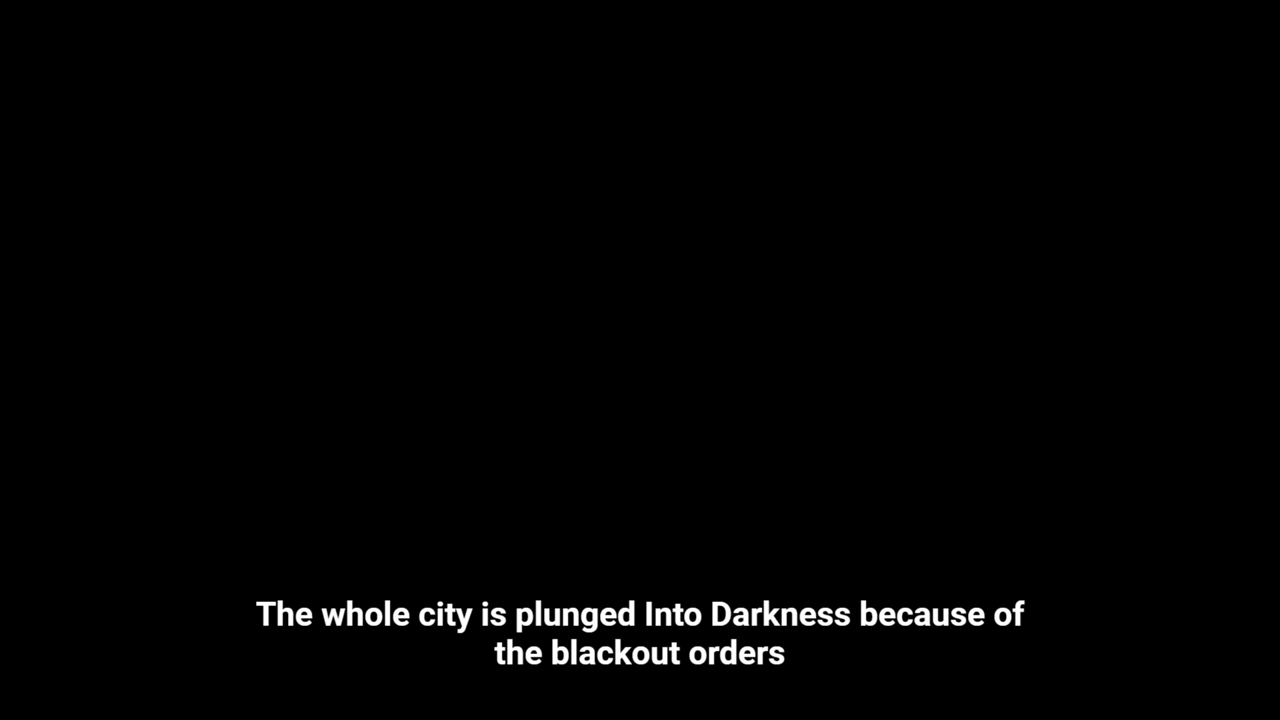 The whole city is plunged Into Darkness because of
the blackout orders